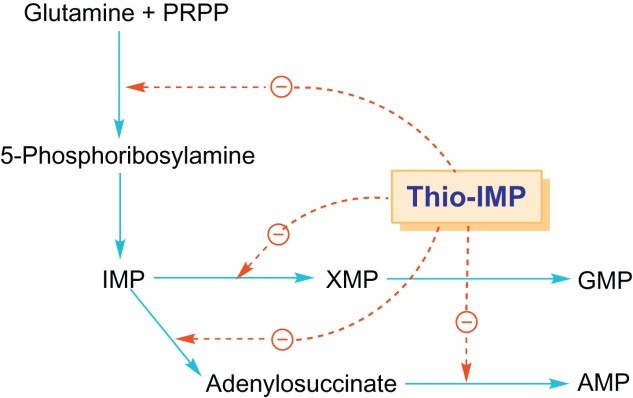 Glutamine + PRPP
−
5-Phosphoribosylamine
Thio-IMP
−
IMP
XMP
GMP
−
−
Adenylosuccinate
AMP